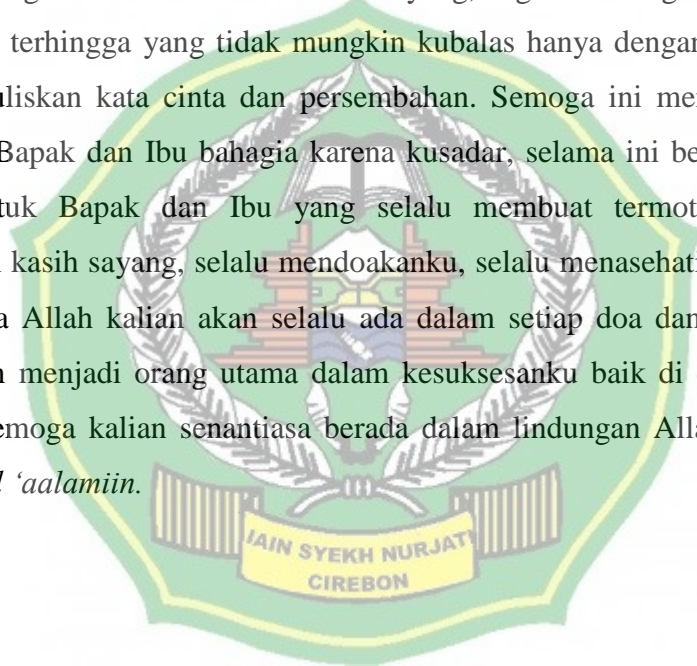 terhingga yang tidak mungkin kubalas hanya dengan
uliskan kata cinta dan persembahan. Semoga ini me
Bapak dan Ibu bahagia karena kusadar, selama ini be
tuk Bapak dan Ibu yang selalu membuat termot
kasih sayang, selalu mendoakanku, selalu menasehati
a Allah kalian akan selalu ada dalam setiap doa dan
menjadi orang utama dalam kesuksesanku baik di
emoga kalian senantiasa berada dalam lindungan Alla
l ‘aalamiin.
IAIN SYEKH NURJATI
CIREBON